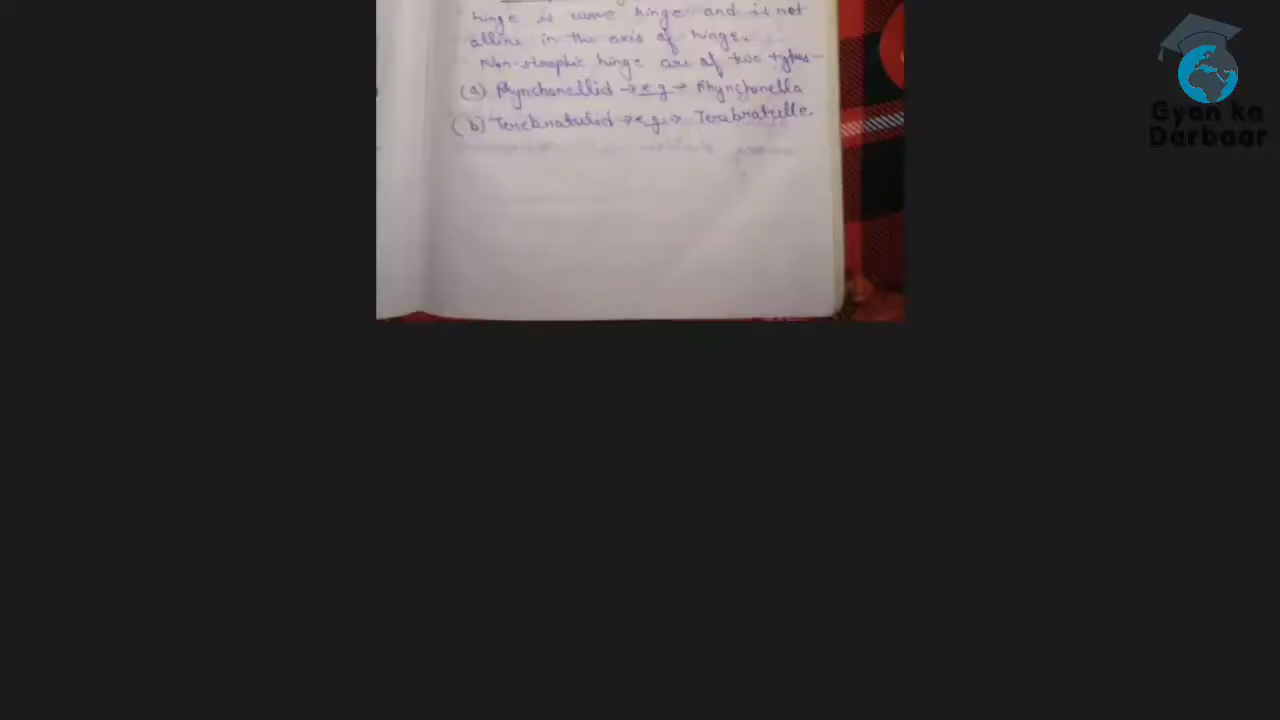 hinge is curve hinge and is not
alline in the axis of hinge.
Non strophic hinge are of two types-
(a) Rhynchonellid → e.g → Rhynchonella
(b) Terebratulid → e.g. → Terebratulle.
Gyan ka
Darbaar